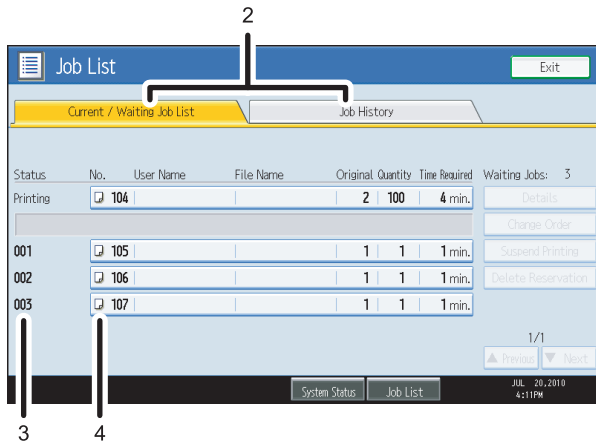 2
Job List Exit
Current / Waiting Job List Job History
Status No. User Name File Name Original Quantity Time Required Waiting Jobs: 3
Printing 104 2 100 4 min. Details
Change Order
001 105 1 1 1 min. Suspend Printing
002 106 1 1 1 min. Delete Reservation
003 107 1 1 1 min.
1/1
▲ Previous ▼ Next
System Status Job List JUL 20,2010
4:11PM
3 4